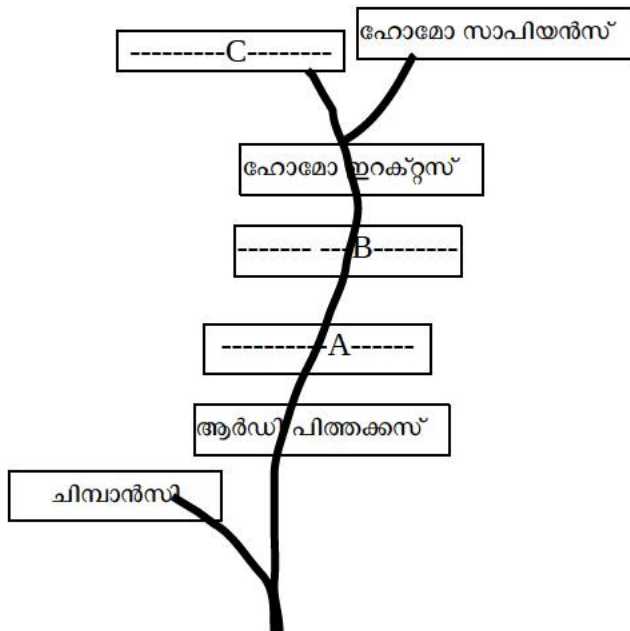 ---------C--------
ഹോമോ സാപിയൻസ്
ഹോമോ ഇറക്റ്റസ്
------- ---B---------
----------A------
ആർഡി പിത്തക്കസ്
ചിമ്പാൻസി